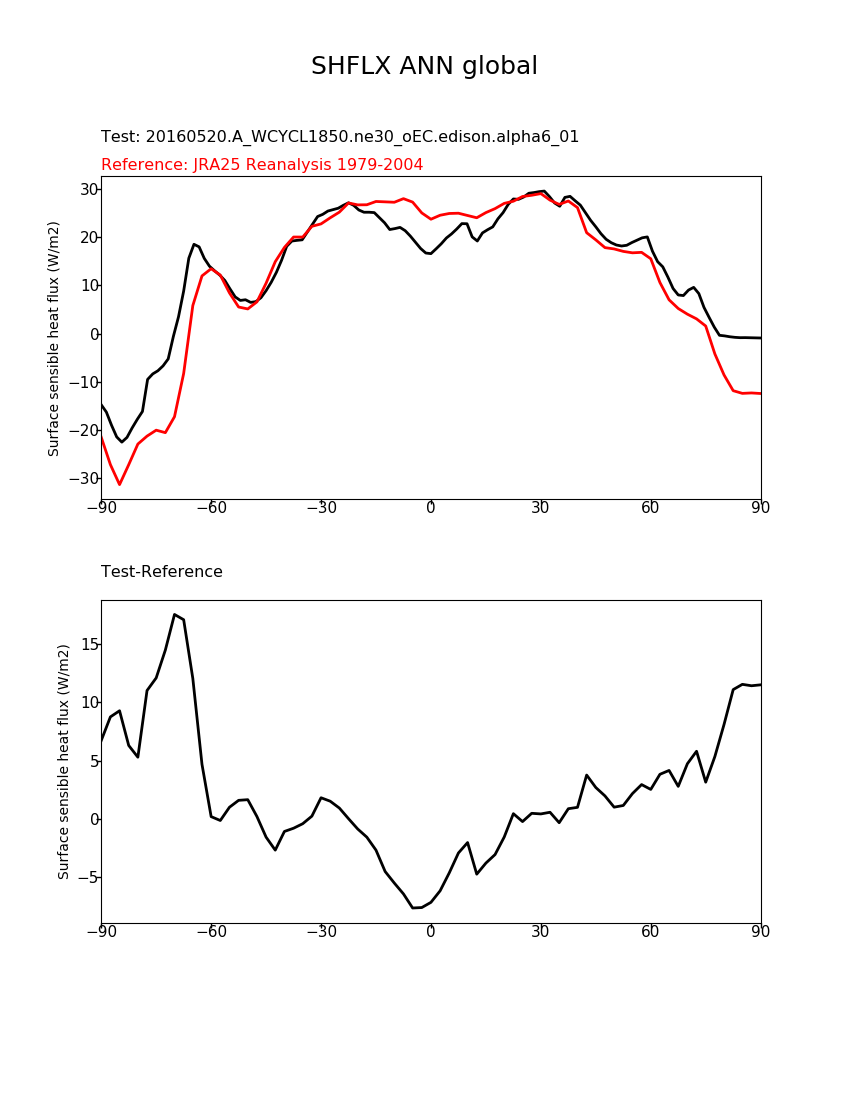 SHFLX ANN global
Test: 20160520.A_WCYCL1850.ne30_oEC.edison.alpha6_01
Reference: JRA25 Reanalysis 1979-2004
Surface sensible heat flux (W/m2)
30
20
10
0
−10
−20
−30
−90 −60 −30 0 30 60 90
Test-Reference
Surface sensible heat flux (W/m2)
15
10
5
0
−5
−90 −60 −30 0 30 60 90